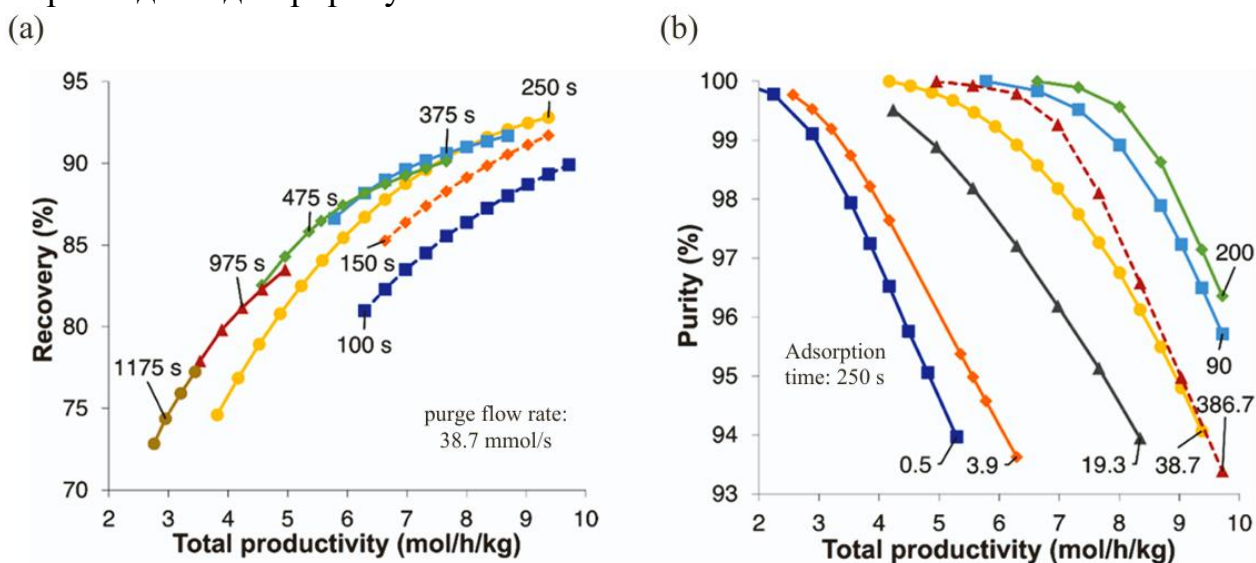 (a)
(b)
95
90
85
80
75
70
Recovery (%)
250 s
375 s
475 s
975 s
150 s
100 s
1175 s
purge flow rate:
38.7 mmol/s
2 3 4 5 6 7 8 9 10
Total productivity (mol/h/kg)
100
99
98
97
96
95
94
93
Purity (%)
Adsorption
time: 250 s
200
90
386.7
0.5 3.9 19.3 38.7
2 3 4 5 6 7 8 9 10
Total productivity (mol/h/kg)